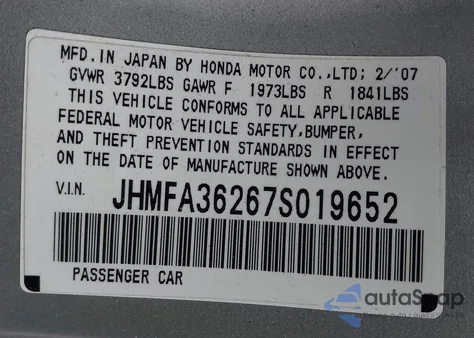 MFD. IN JAPAN BY HONDA MOTOR CO.,LTD; 2/'07
GVWR 3792LBS GAWR F 1973LBS R 1841LBS
THIS VEHICLE CONFORMS TO ALL APPLICABLE
FEDERAL MOTOR VEHICLE SAFETY,BUMPER,
AND THEFT PREVENTION STANDARDS IN EFFECT
ON THE DATE OF MANUFACTURE SHOWN ABOVE.
V.I.N. JHMFA36267S019652
PASSENGER CAR
autoSnap